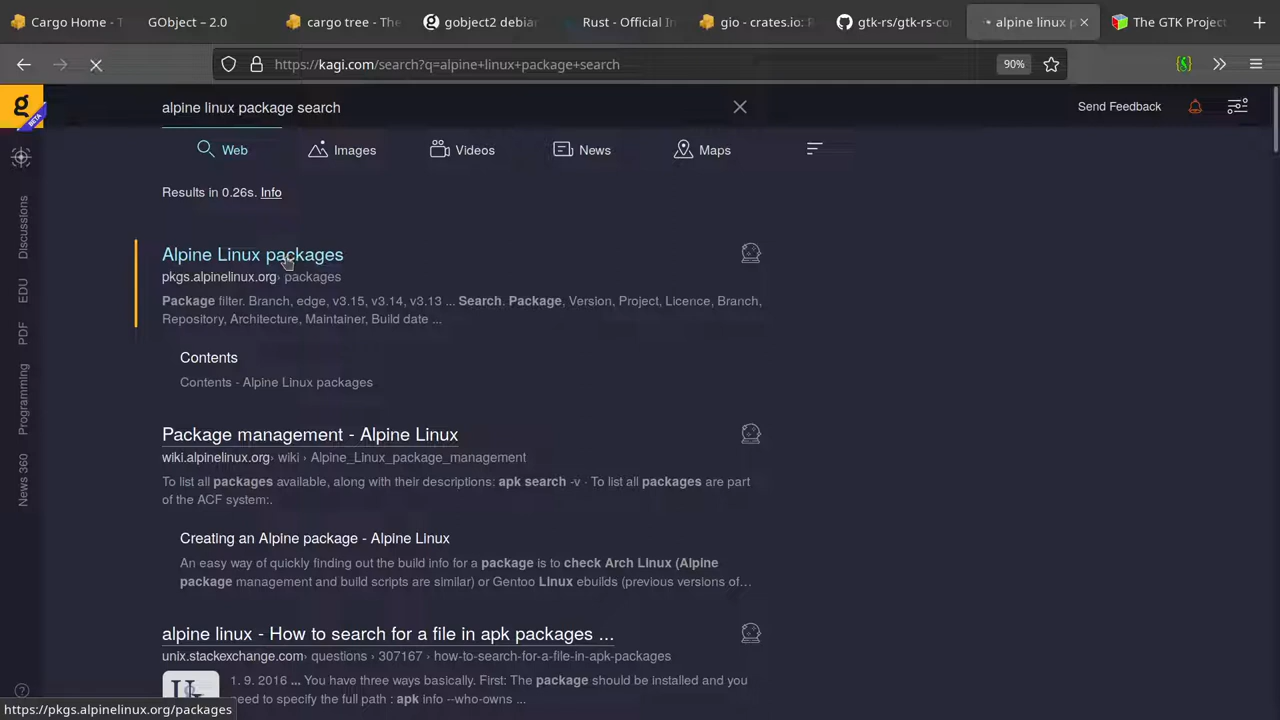 Cargo Home - T
GObject – 2.0
cargo tree - The
gobject2 debia
Rust - Official In
gio - crates.io: R
gtk-rs/gtk-rs-co
alpine linux p
The GTK Project
https://kagi.com/search?q=alpine+linux+package+search
90%
g
BETA
alpine linux package search
Send Feedback
Web
Images
Videos
News
Maps
Discussions
EDU
PDF
Programming
News 360
Results in 0.26s. Info
Alpine Linux packages
pkgs.alpinelinux.org› packages
Package filter. Branch, edge, v3.15, v3.14, v3.13 ... Search. Package, Version, Project, Licence, Branch,
Repository, Architecture, Maintainer, Build date ...
Contents
Contents - Alpine Linux packages
Package management - Alpine Linux
wiki.alpinelinux.org› wiki › Alpine_Linux_package_management
To list all packages available, along with their descriptions: apk search -v · To list all packages are part
of the ACF system:.
Creating an Alpine package - Alpine Linux
An easy way of quickly finding out the build info for a package is to check Arch Linux (Alpine
package management and build scripts are similar) or Gentoo Linux ebuilds (previous versions of…
alpine linux - How to search for a file in apk packages ...
unix.stackexchange.com› questions › 307167 › how-to-search-for-a-file-in-apk-packages
1. 9. 2016 ... You have three ways basically. First: The package should be installed and you
need to specify the full path : apk info --who-owns ...
https://pkgs.alpinelinux.org/packages